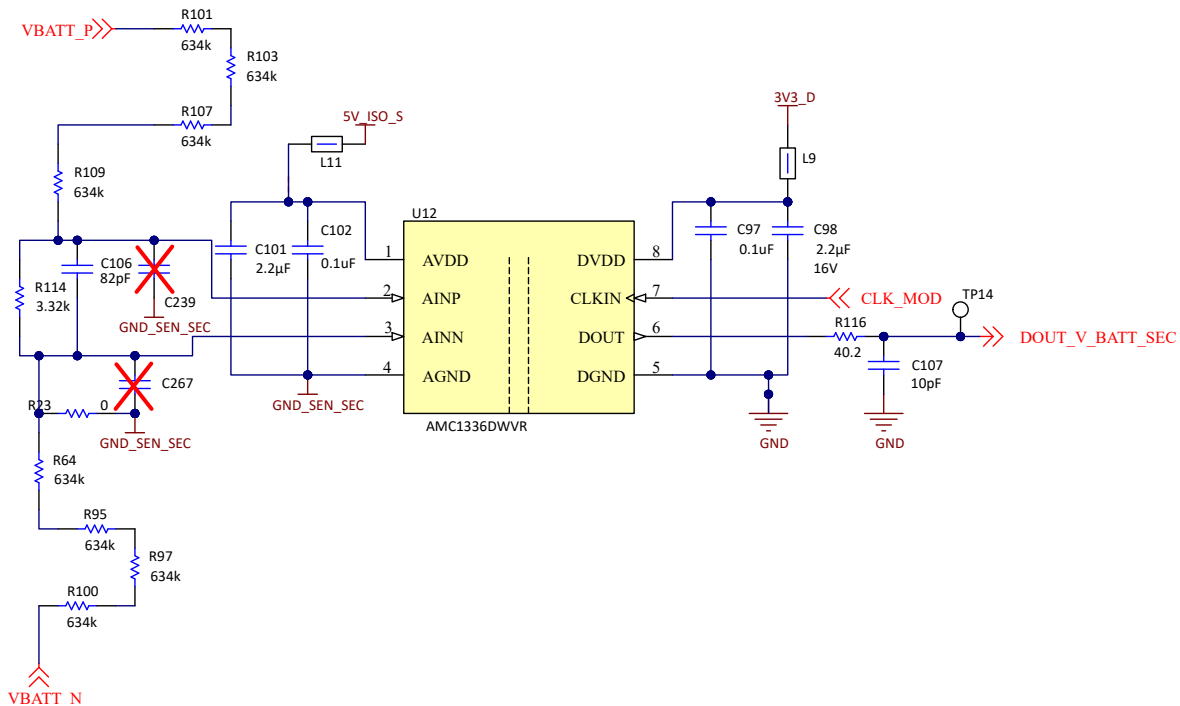 R101
VBATT_P
634k
R103
634k
R107
634k
3V3_D
5V_ISO_S
L11
L9
R109
634k
U12
C102
0.1uF
C101
2.2µF
C97
0.1uF
C98
2.2µF
16V
C106
82pF
C239
GND_SEN_SEC
R114
3.32k
1
AVDD
DVDD
8
2
AINP
CLKIN
7
CLK_MOD
TP14
3
AINN
DOUT
6
R116
40.2
DOUT_V_BATT_SEC
4
AGND
DGND
5
C107
10pF
C267
R23
0
GND_SEN_SEC
GND_SEN_SEC
AMC1336DWVR
GND
GND
R64
634k
R95
634k
R97
634k
R100
634k
VBATT_N